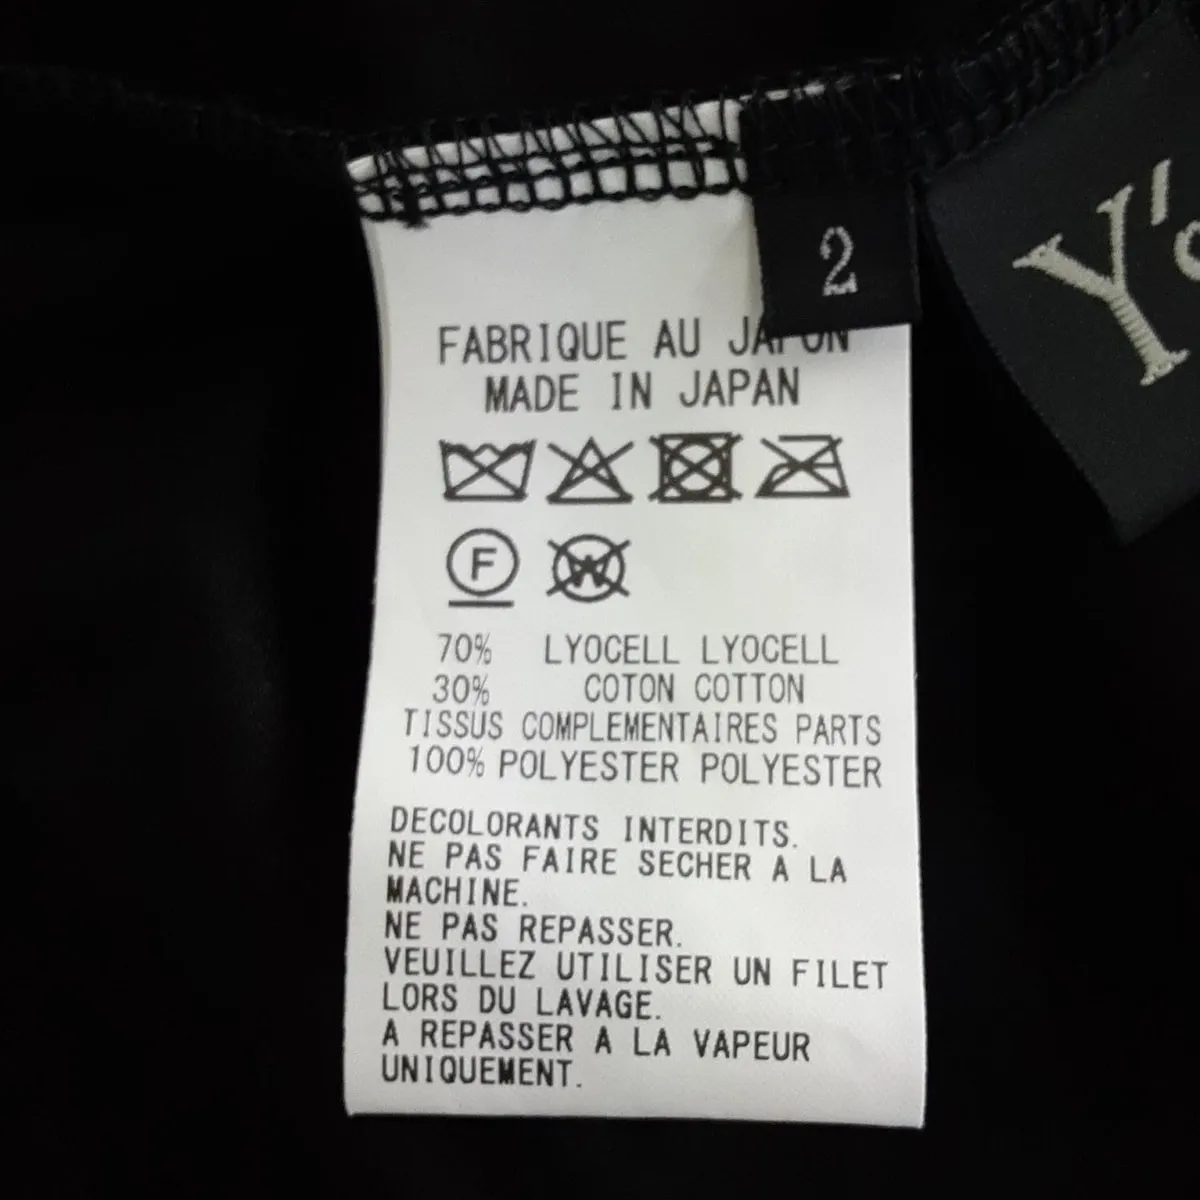 2
Y's
FABRIQUE AU JAPON
MADE IN JAPAN
F W
70% LYOCELL LYOCELL
30% COTON COTTON
TISSUS COMPLEMENTAIRES PARTS
100% POLYESTER POLYESTER
DECOLORANTS INTERDITS.
NE PAS FAIRE SECHER A LA
MACHINE.
NE PAS REPASSER.
VEUILLEZ UTILISER UN FILET
LORS DU LAVAGE.
A REPASSER A LA VAPEUR
UNIQUEMENT.